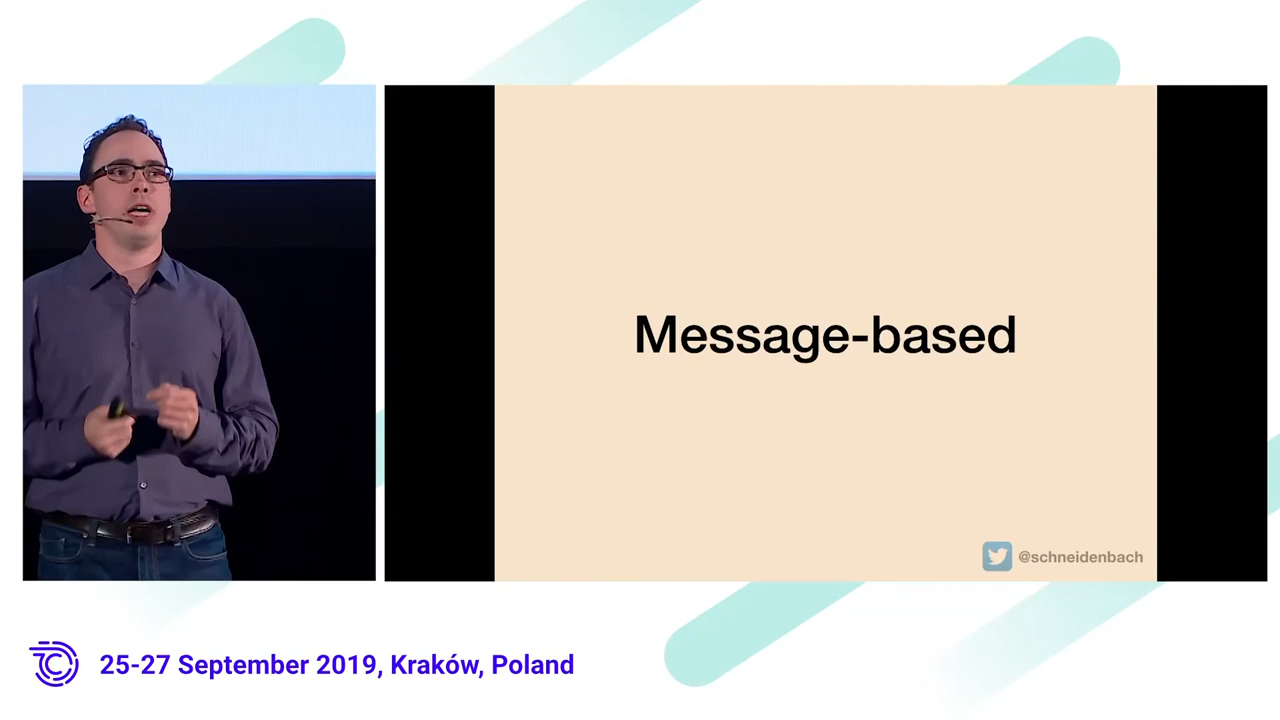 Message-based
@schneidenbach
25-27 September 2019, Kraków, Poland